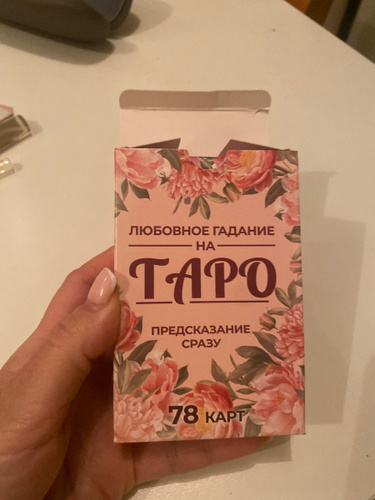 ЛЮБОВНОЕ ГАДАНИЕ
НА
ТАРО
ПРЕДСКАЗАНИЕ
СРАЗУ
78 КАРТ